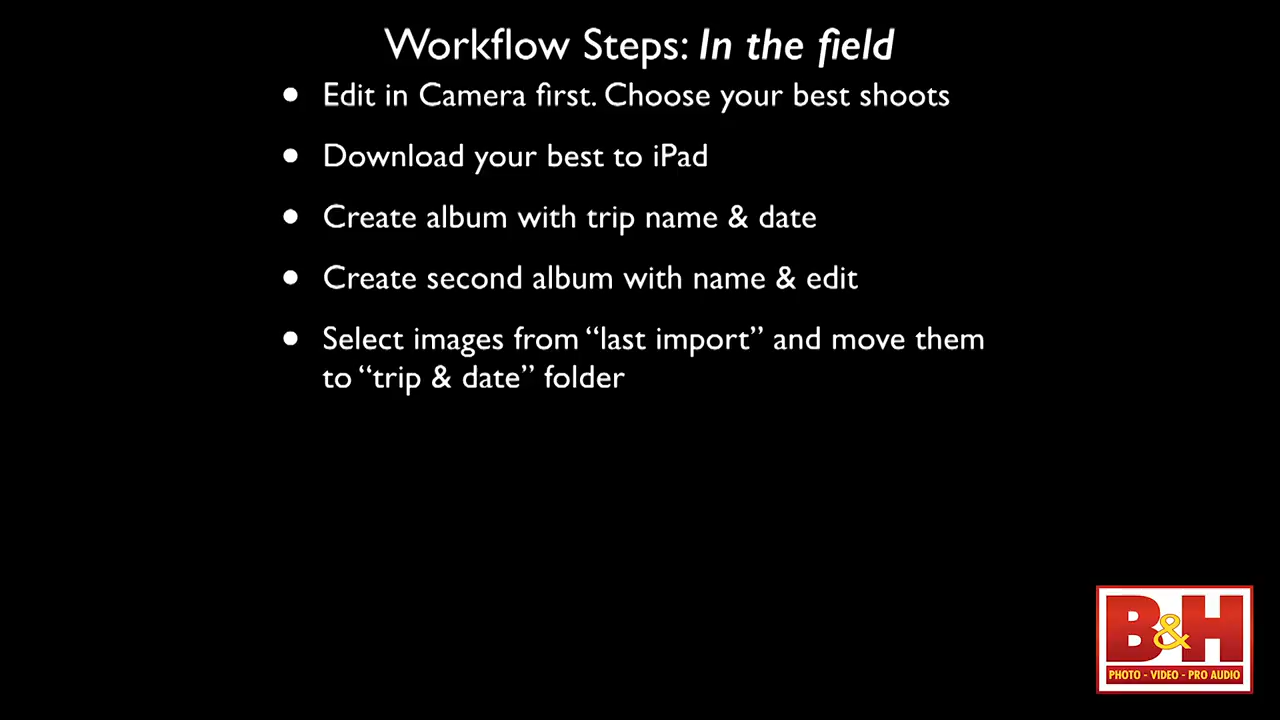 Workflow Steps: In the field
• Edit in Camera first. Choose your best shoots
• Download your best to iPad
• Create album with trip name & date
• Create second album with name & edit
• Select images from “last import” and move them
to “trip & date” folder
B&H
PHOTO - VIDEO - PRO AUDIO